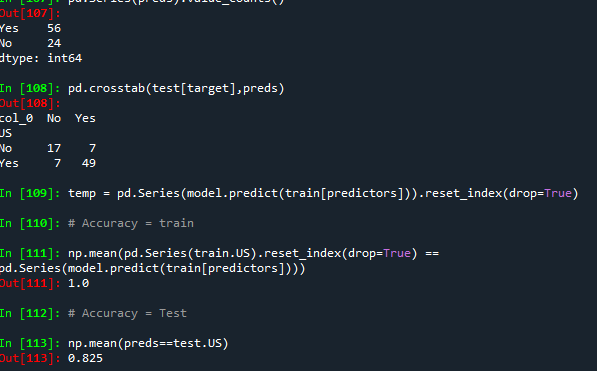 pd.Series(preds).value_counts()
Out[107]:
Yes    56
No     24
dtype: int64
In [108]: pd.crosstab(test[target],preds)
Out[108]:
col_0  No  Yes
US
No     17    7
Yes     7   49
In [109]: temp = pd.Series(model.predict(train[predictors])).reset_index(drop=True)
In [110]: # Accuracy = train
In [111]: np.mean(pd.Series(train.US).reset_index(drop=True) ==
pd.Series(model.predict(train[predictors])))
Out[111]: 1.0
In [112]: # Accuracy = Test
In [113]: np.mean(preds==test.US)
Out[113]: 0.825